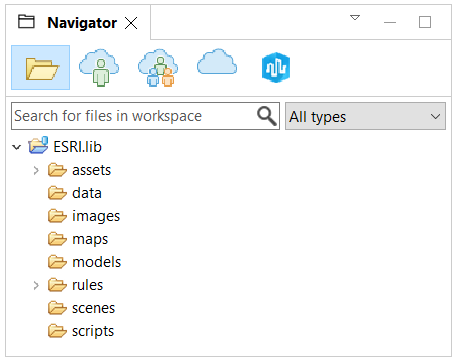 Navigator
Search for files in workspace
All types
ESRI.lib
assets
data
images
maps
models
rules
scenes
scripts